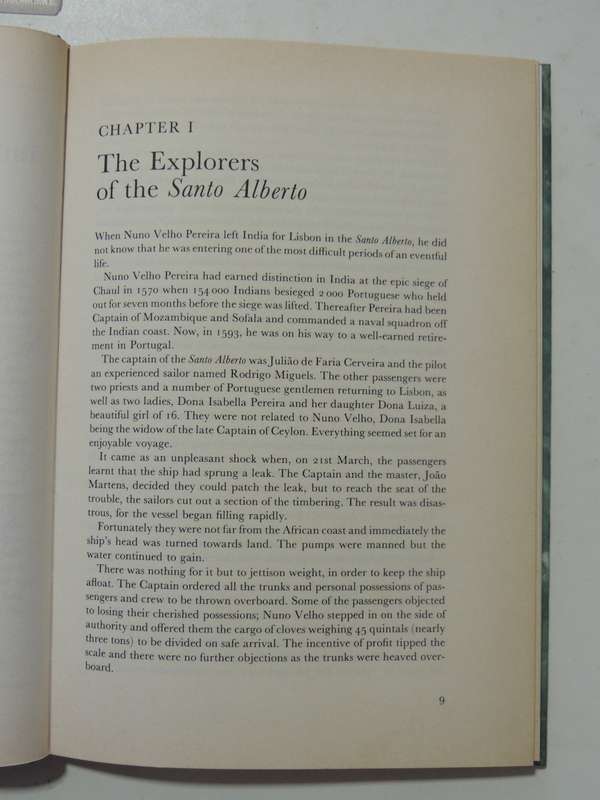 CHAPTER I
The Explorers
of the Santo Alberto
When Nuno Velho Pereira left India for Lisbon in the Santo Alberto, he did
not know that he was entering one of the most difficult periods of an eventful
life.
Nuno Velho Pereira had earned distinction in India at the epic siege of
Chaul in 1570 when 154 000 Indians besieged 2 000 Portuguese who held
out for seven months before the siege was lifted. Thereafter Pereira had been
Captain of Mozambique and Sofala and commanded a naval squadron off
the Indian coast. Now, in 1593, he was on his way to a well-earned retire-
ment in Portugal.
The captain of the Santo Alberto was Julião de Faria Cerveira and the pilot
an experienced sailor named Rodrigo Miguels. The other passengers were
two priests and a number of Portuguese gentlemen returning to Lisbon, as
well as two ladies, Dona Isabella Pereira and her daughter Dona Luiza, a
beautiful girl of 16. They were not related to Nuno Velho, Dona Isabella
being the widow of the late Captain of Ceylon. Everything seemed set for an
enjoyable voyage.
It came as an unpleasant shock when, on 21st March, the passengers
learnt that the ship had sprung a leak. The Captain and the master, João
Martens, decided they could patch the leak, but to reach the seat of the
trouble, the sailors cut out a section of the timbering. The result was disas-
trous, for the vessel began filling rapidly.
Fortunately they were not far from the African coast and immediately the
ship's head was turned towards land. The pumps were manned but the
water continued to gain.
There was nothing for it but to jettison weight, in order to keep the ship
afloat. The Captain ordered all the trunks and personal possessions of pas-
sengers and crew to be thrown overboard. Some of the passengers objected
to losing their cherished possessions; Nuno Velho stepped in on the side of
authority and offered them the cargo of cloves weighing 45 quintals (nearly
three tons) to be divided on safe arrival. The incentive of profit tipped the
scale and there were no further objections as the trunks were heaved over-
board.
9